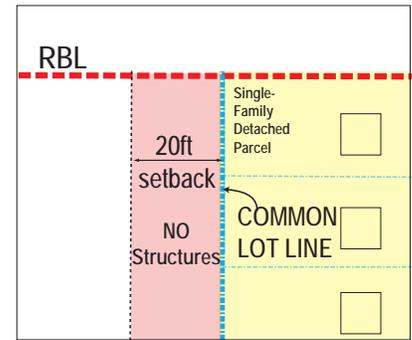 RBL
Single-
Family
Detached
Parcel
20ft
setback
NO
Structures
COMMON
LOT LINE